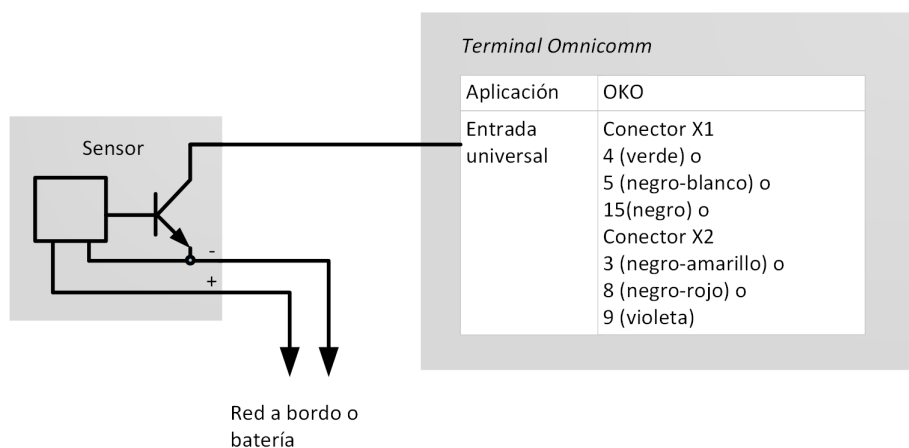 Terminal Omnicomm
Aplicación OKO
Entrada universal
Conector X1
4 (verde) o
5 (negro-blanco) o
15(negro) o
Conector X2
3 (negro-amarillo) o
8 (negro-rojo) o
9 (violeta)
Sensor
-
+
Red a bordo o
batería